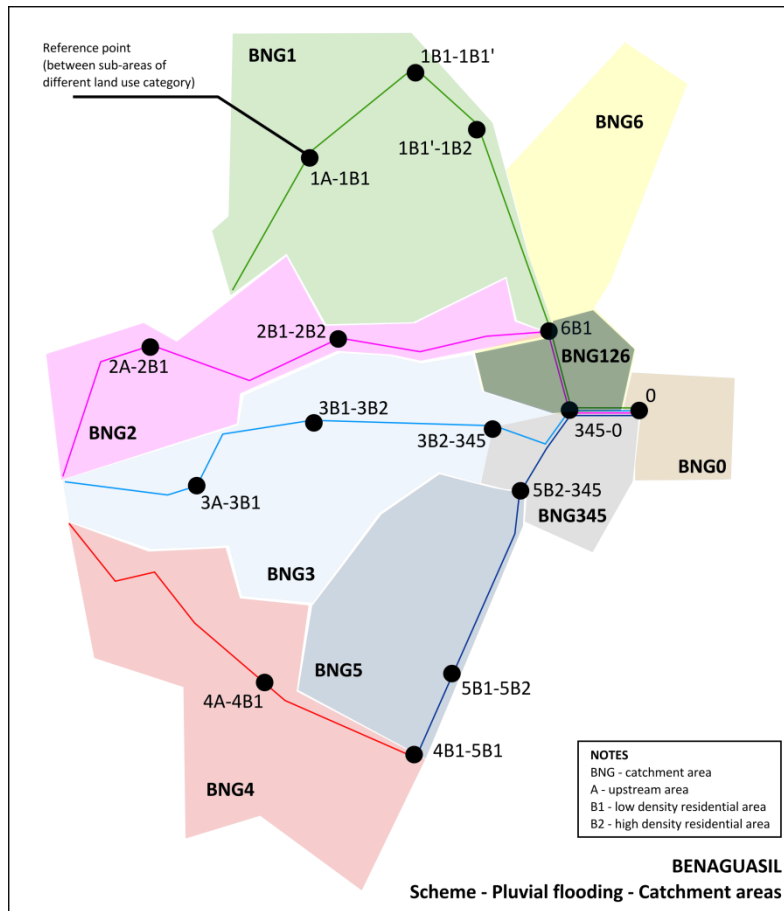 Reference point
(between sub-areas of
different land use category)
BNG1
1B1-1B1'
BNG6
1B1'-1B2
1A-1B1
6B1
2B1-2B2
BNG126
2A-2B1
0
3B1-3B2
345-0
3B2-345
BNG2
BNG0
3A-3B1
5B2-345
BNG345
BNG3
BNG5
5B1-5B2
4A-4B1
4B1-5B1
BNG4
NOTES
BNG - catchment area
A - upstream area
B1 - low density residential area
B2 - high density residential area
BENAGUASIL
Scheme - Pluvial flooding - Catchment areas